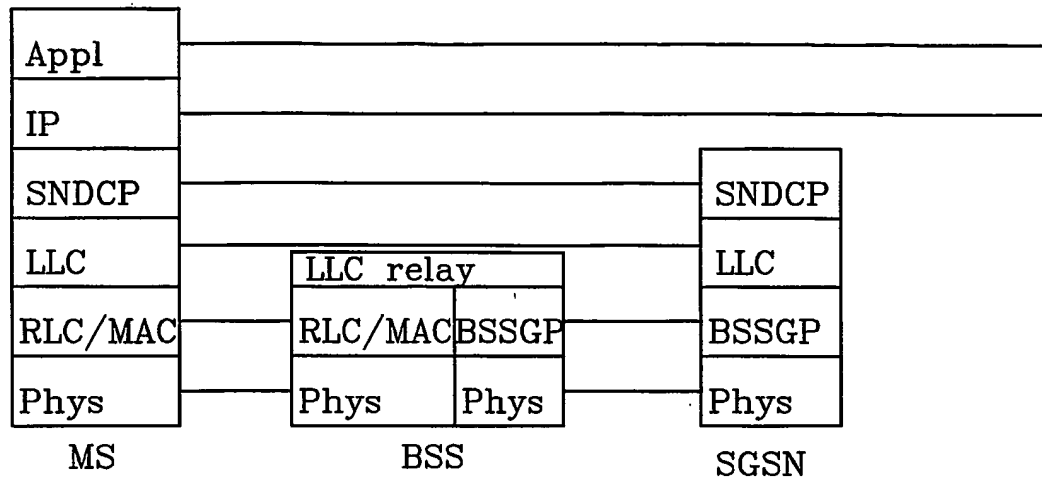 Appl
IP
SNDCP SNDCP
LLC LLC relay LLC
RLC/MAC RLC/MAC BSSGP BSSGP
Phys Phys Phys Phys
MS BSS SGSN